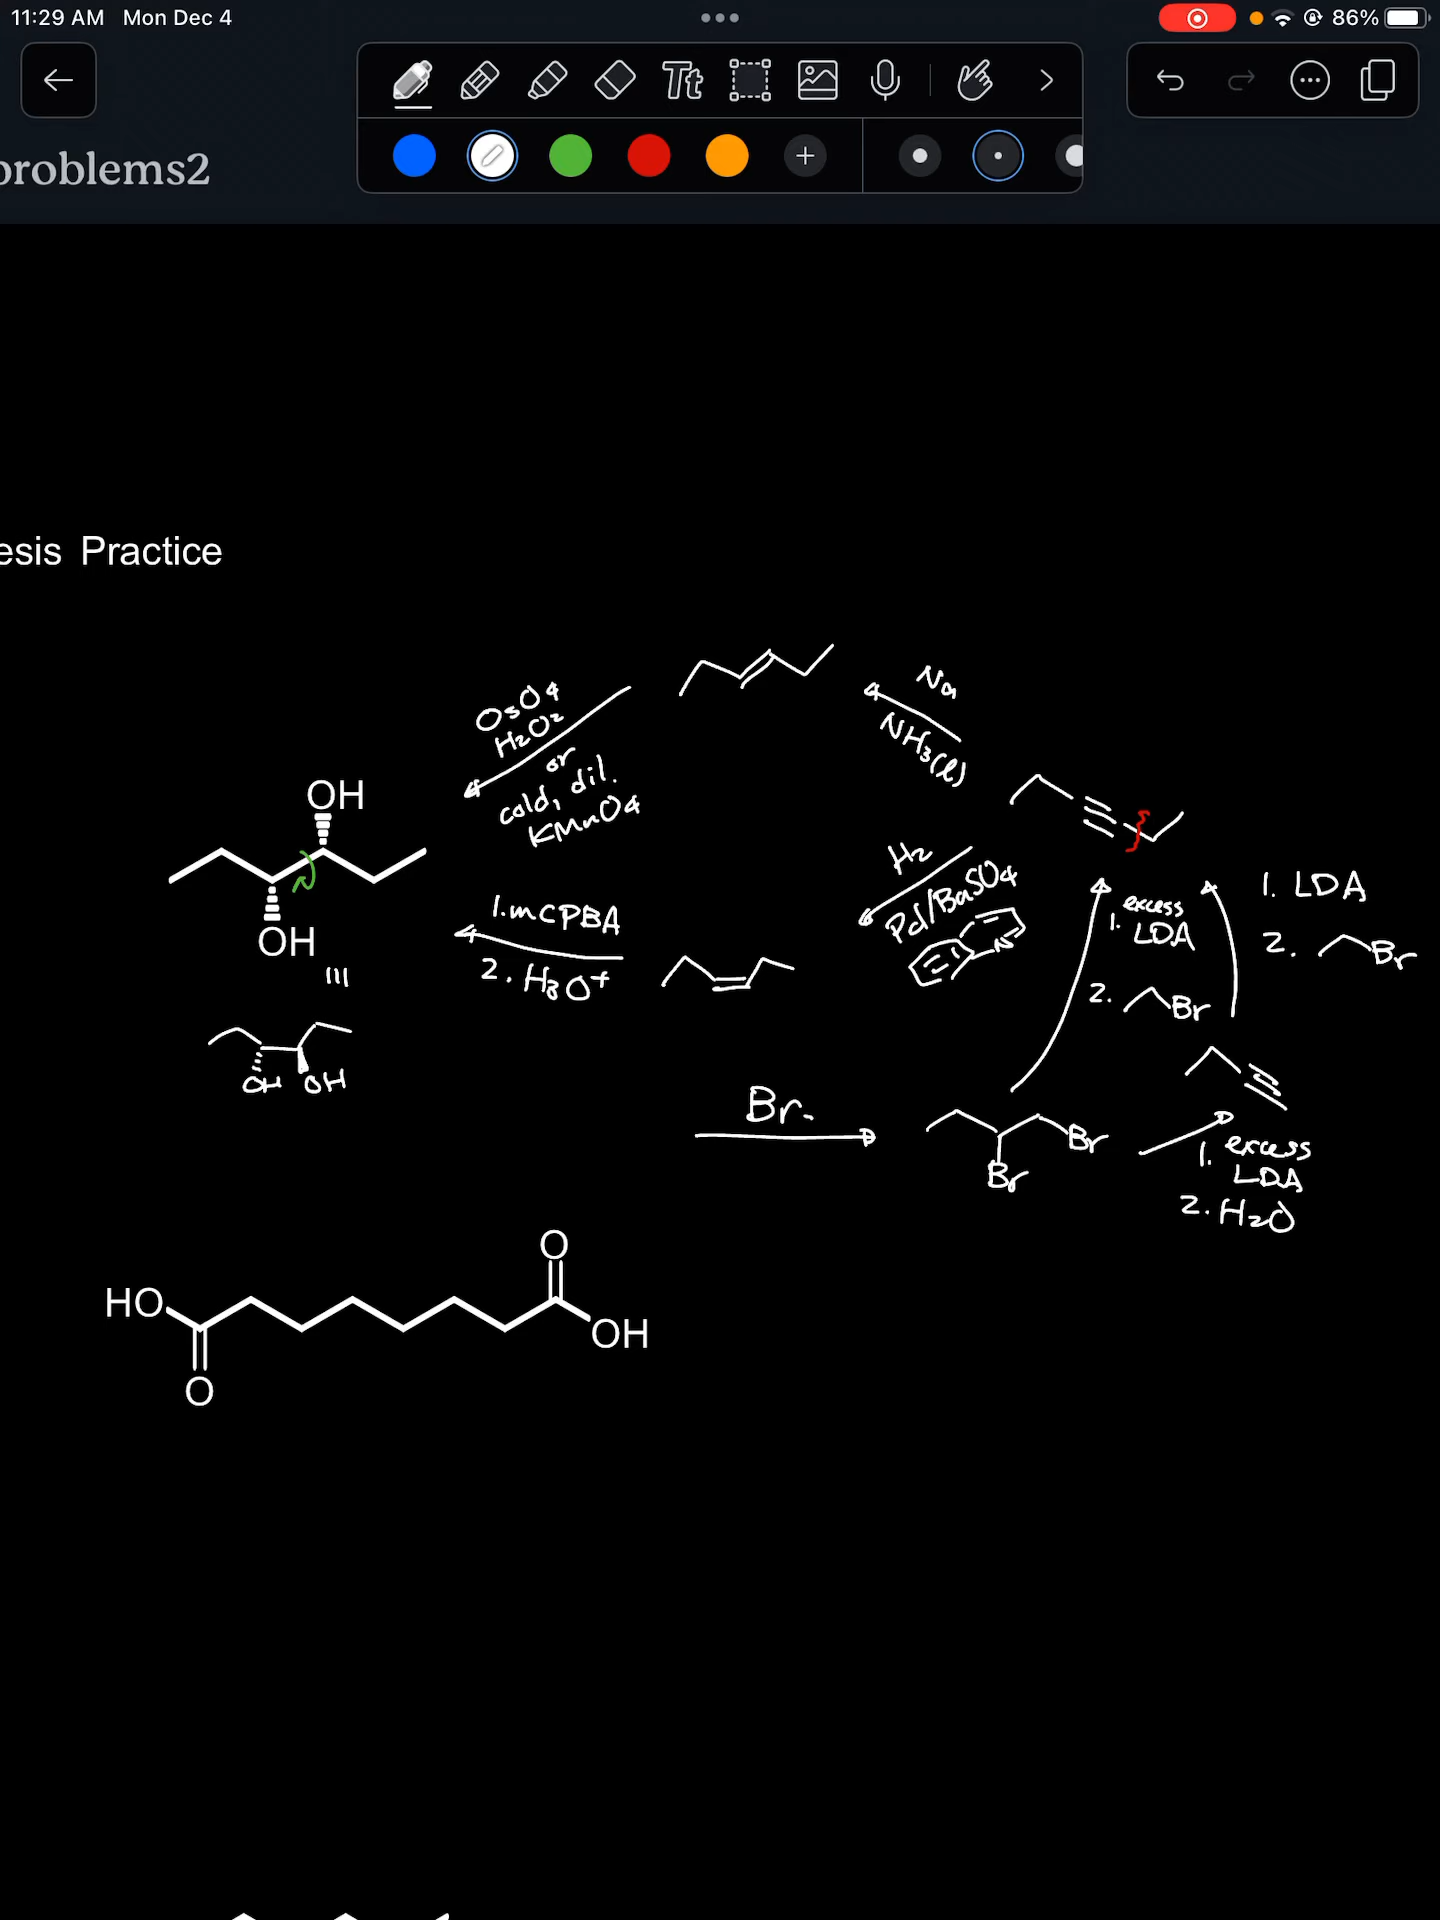 11:29 AM Mon Dec 4
86%
Tt
problems2
esis Practice
OsO4
H2O2
or
cold, dil.
KMnO4
Na
NH3(l)
OH
OH
1. mCPBA
2. H3O+
H2
Pd/BaSO4
N
excess
1. LDA
2. Br
1. LDA
2. Br
OH OH
Br
Br
Br
1. excess
LDA
2. H2O
O
HO
OH
O